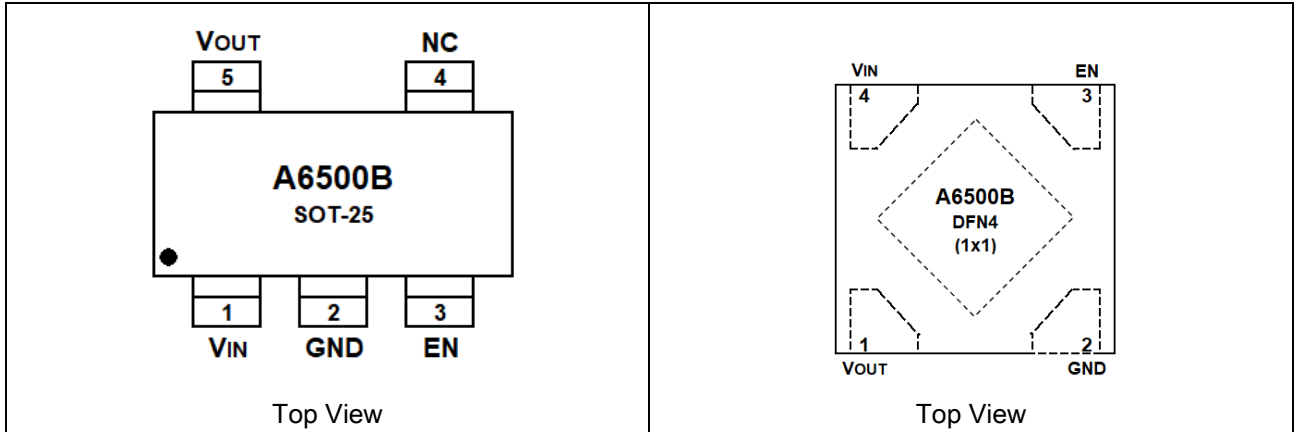 VOUT NC
5 4
A6500B
SOT-25
1 2 3
VIN GND EN
Top View
VIN EN
4 3
A6500B
DFN4
(1x1)
1 2
VOUT GND
Top View